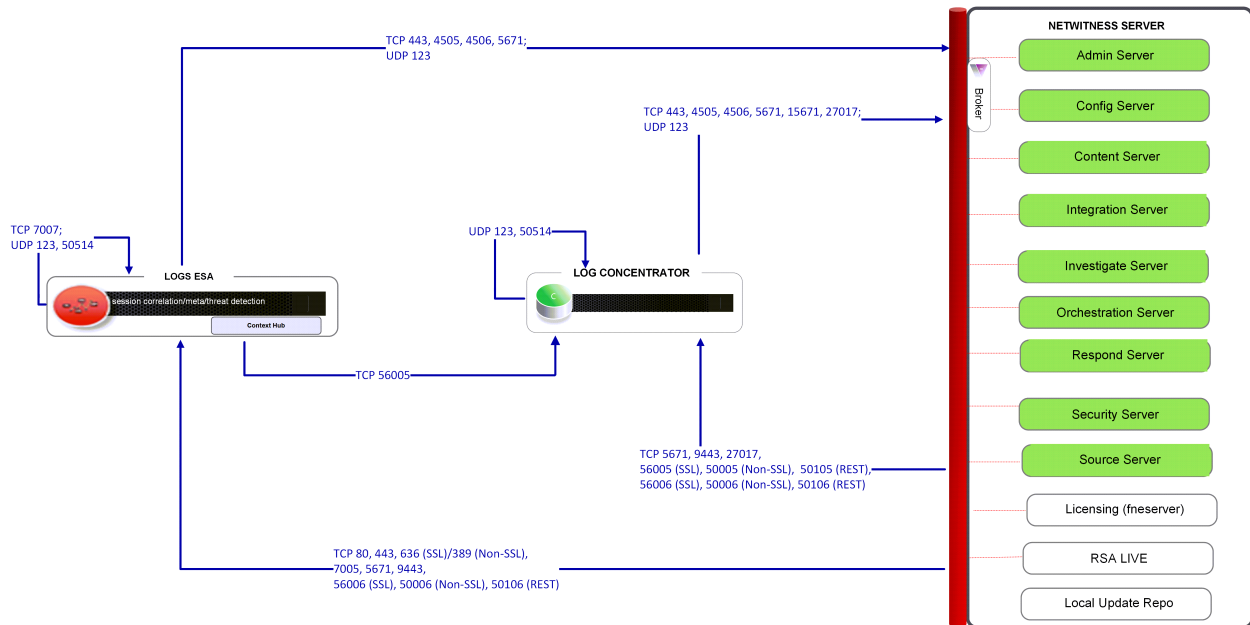 TCP 443, 4505, 4506, 5671;
UDP 123
NETWITNESS SERVER
Admin Server
Broker
Config Server
TCP 443, 4505, 4506, 5671, 15671, 27017;
UDP 123
Content Server
Integration Server
TCP 7007;
UDP 123, 50514
UDP 123, 50514
Investigate Server
LOGS ESA
LOG CONCENTRATOR
session correlation/meta/threat detection
C
Context Hub
Orchestration Server
Respond Server
TCP 56005
Security Server
TCP 5671, 9443, 27017,
56005 (SSL), 50005 (Non-SSL), 50105 (REST),
56006 (SSL), 50006 (Non-SSL), 50106 (REST)
Source Server
Licensing (fneserver)
TCP 80, 443, 636 (SSL)/389 (Non-SSL),
7005, 5671, 9443,
56006 (SSL), 50006 (Non-SSL), 50106 (REST)
RSA LIVE
Local Update Repo